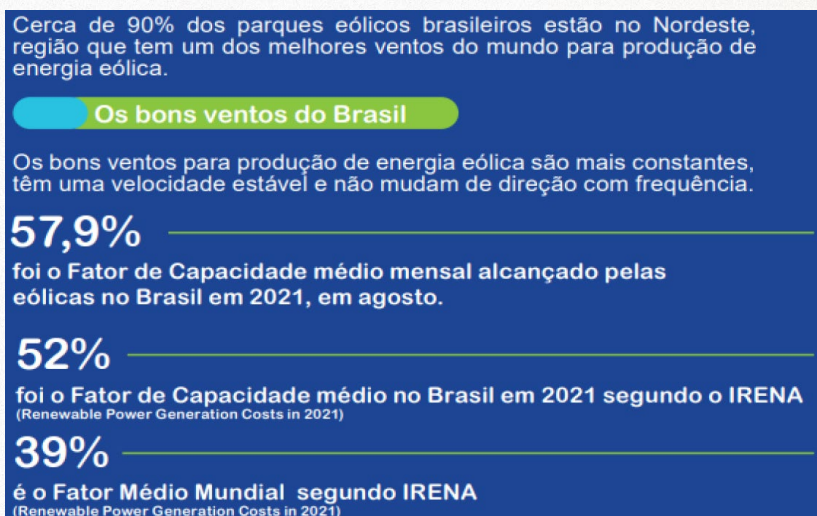 Cerca de 90% dos parques eólicos brasileiros estão no Nordeste,
região que tem um dos melhores ventos do mundo para produção de
energia eólica.
Os bons ventos do Brasil
Os bons ventos para produção de energia eólica são mais constantes,
têm uma velocidade estável e não mudam de direção com frequência.
57,9%
foi o Fator de Capacidade médio mensal alcançado pelas
eólicas no Brasil em 2021, em agosto.
52%
foi o Fator de Capacidade médio no Brasil em 2021 segundo o IRENA
(Renewable Power Generation Costs in 2021)
39%
é o Fator Médio Mundial segundo IRENA
(Renewable Power Generation Costs in 2021)